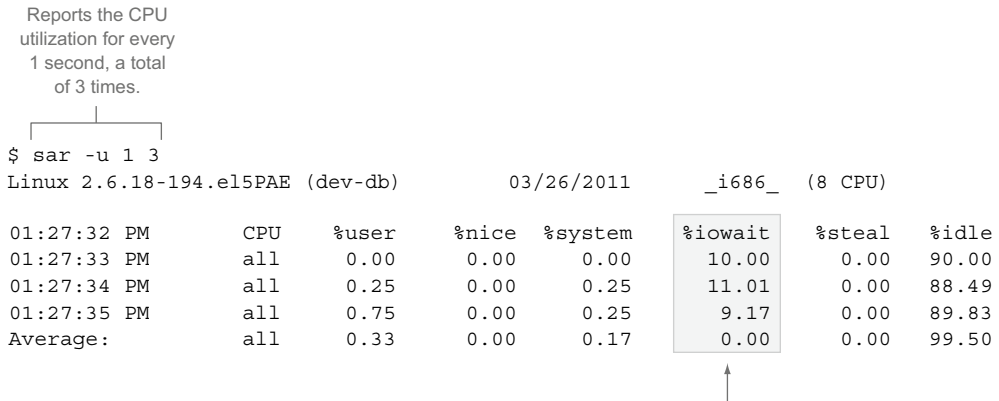 Reports the CPU
utilization for every
1 second, a total
of 3 times.
$ sar -u 1 3
Linux 2.6.18-194.el5PAE (dev-db) 03/26/2011 _i686_ (8 CPU)
01:27:32 PM CPU %user %nice %system %iowait %steal %idle
01:27:33 PM all 0.00 0.00 0.00 10.00 0.00 90.00
01:27:34 PM all 0.25 0.00 0.25 11.01 0.00 88.49
01:27:35 PM all 0.75 0.00 0.25 9.17 0.00 89.83
Average: all 0.33 0.00 0.17 0.00 0.00 99.50